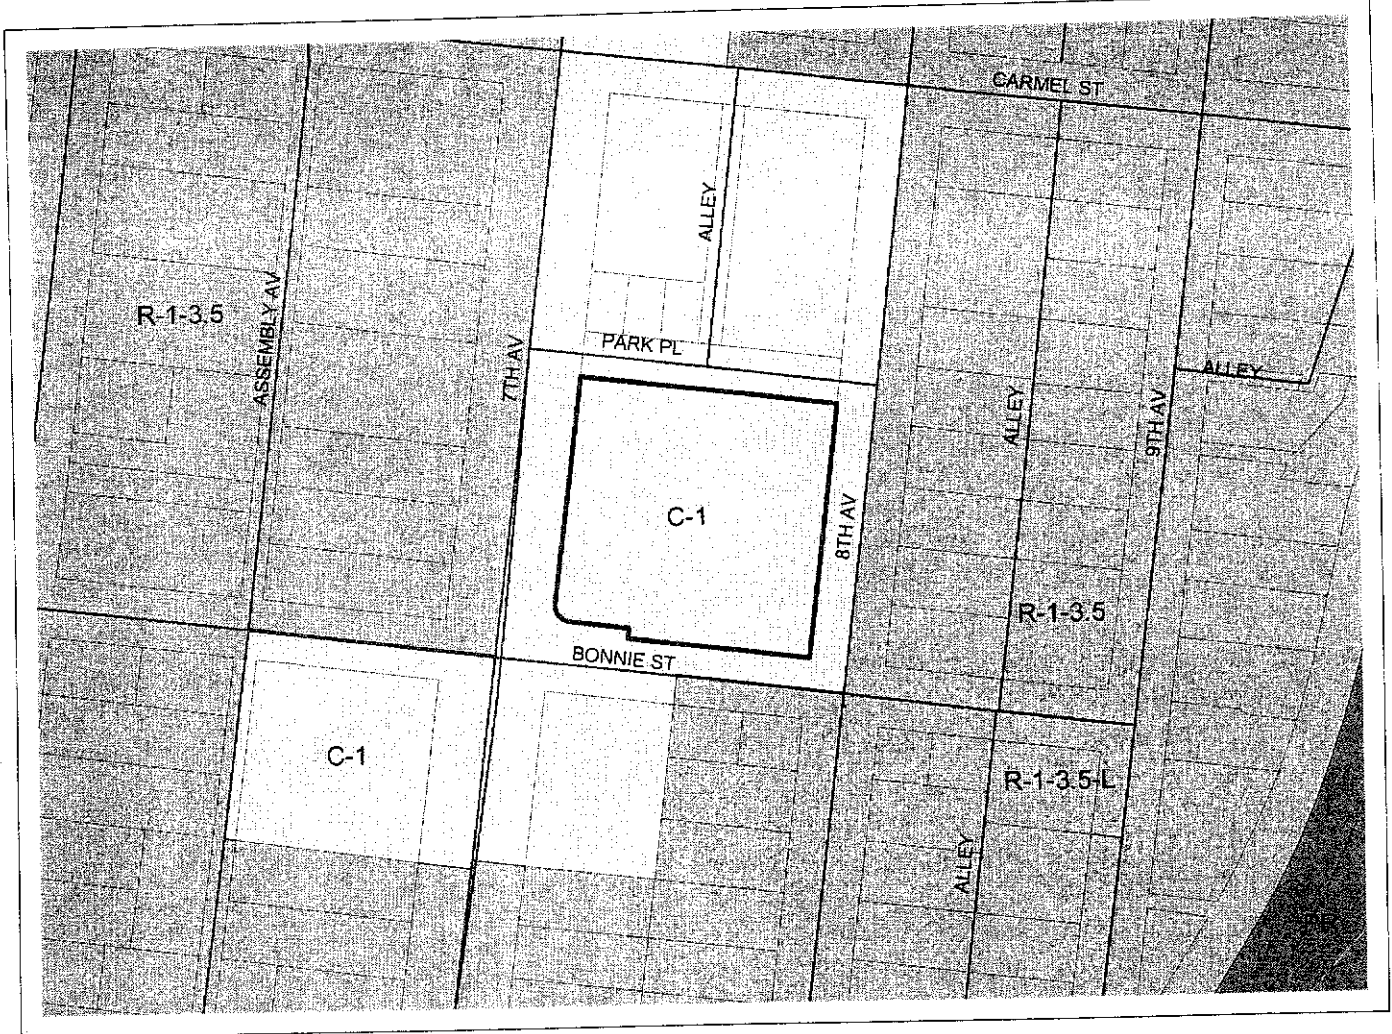 CARMEL ST
ALLEY
R-1-3.5
ASSEMBLY AV
7TH AV
PARK PL
ALLEY
ALLEY
9TH AV
C-1
8TH AV
R-1-3.5
BONNIE ST
C-1
R-1-3.5-L
ALLEY